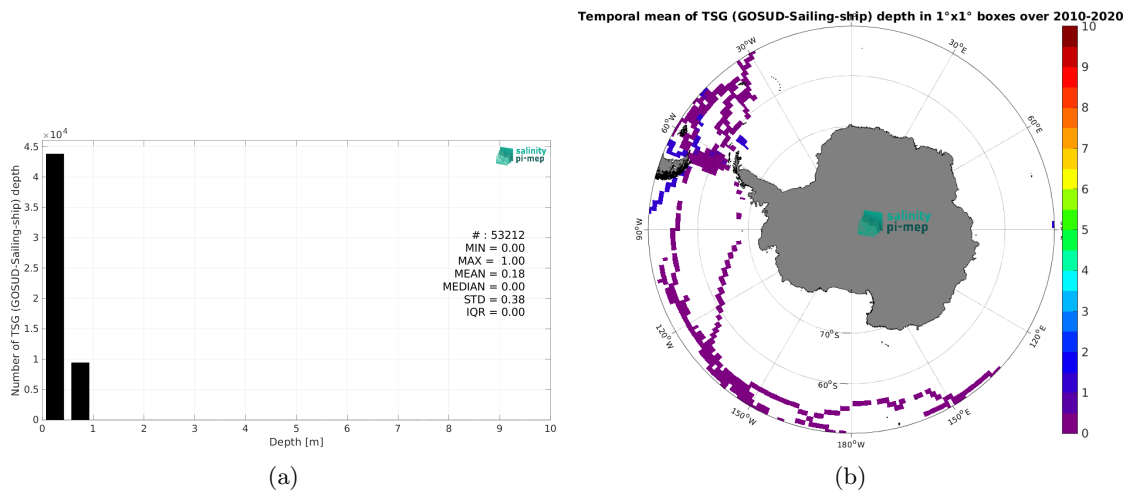 Temporal mean of TSG (GOSUD-Sailing-ship) depth in 1°x1° boxes over 2010-2020
×10⁴
4.5
4
3.5
3
2.5
2
1.5
1
0.5
0
Number of TSG (GOSUD-Sailing-ship) depth
salinity
pi-mep
# : 53212
MIN = 0.00
MAX = 1.00
MEAN = 0.18
MEDIAN = 0.00
STD = 0.38
IQR = 0.00
0 1 2 3 4 5 6 7 8 9 10
Depth [m]
(a)
30°W
30°E
60°W
60°E
90°W
salinity
pi-mep
120°W
120°E
70°S
60°S
150°W
150°E
180°W
10
9
8
7
6
5
4
3
2
1
0
(b)